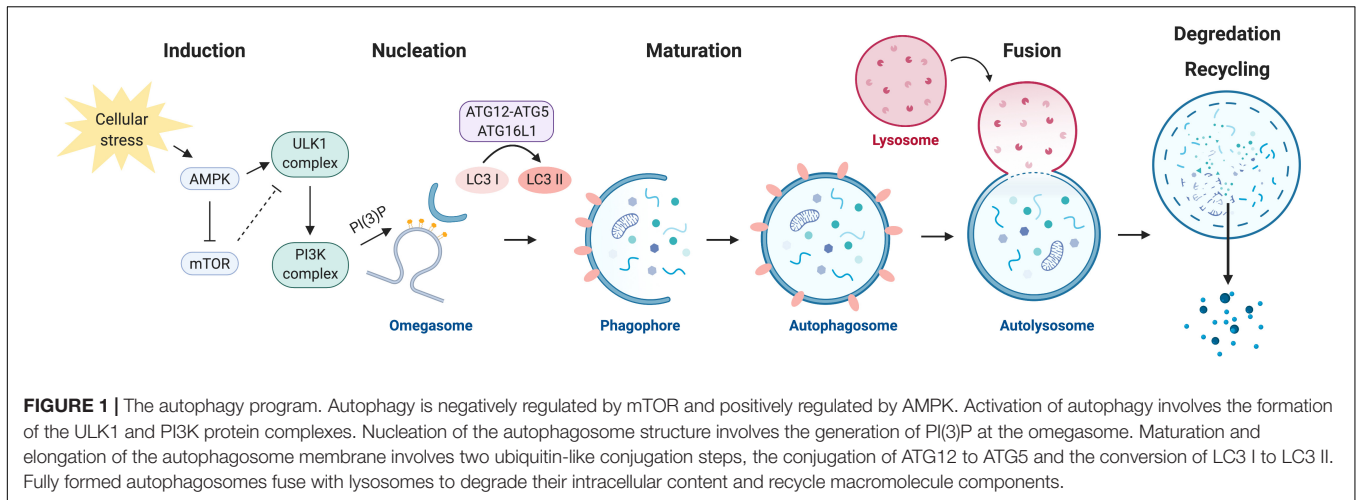 Induction
Nucleation
Maturation
Fusion
Degredation
Recycling
Cellular
stress
AMPK
mTOR
ULK1
complex
PI3K
complex
PI(3)P
ATG12-ATG5
ATG16L1
LC3 I
LC3 II
Lysosome
Omegasome
Phagophore
Autophagosome
Autolysosome
FIGURE 1 | The autophagy program. Autophagy is negatively regulated by mTOR and positively regulated by AMPK. Activation of autophagy involves the formation
of the ULK1 and PI3K protein complexes. Nucleation of the autophagosome structure involves the generation of PI(3)P at the omegasome. Maturation and
elongation of the autophagosome membrane involves two ubiquitin-like conjugation steps, the conjugation of ATG12 to ATG5 and the conversion of LC3 I to LC3 II.
Fully formed autophagosomes fuse with lysosomes to degrade their intracellular content and recycle macromolecule components.